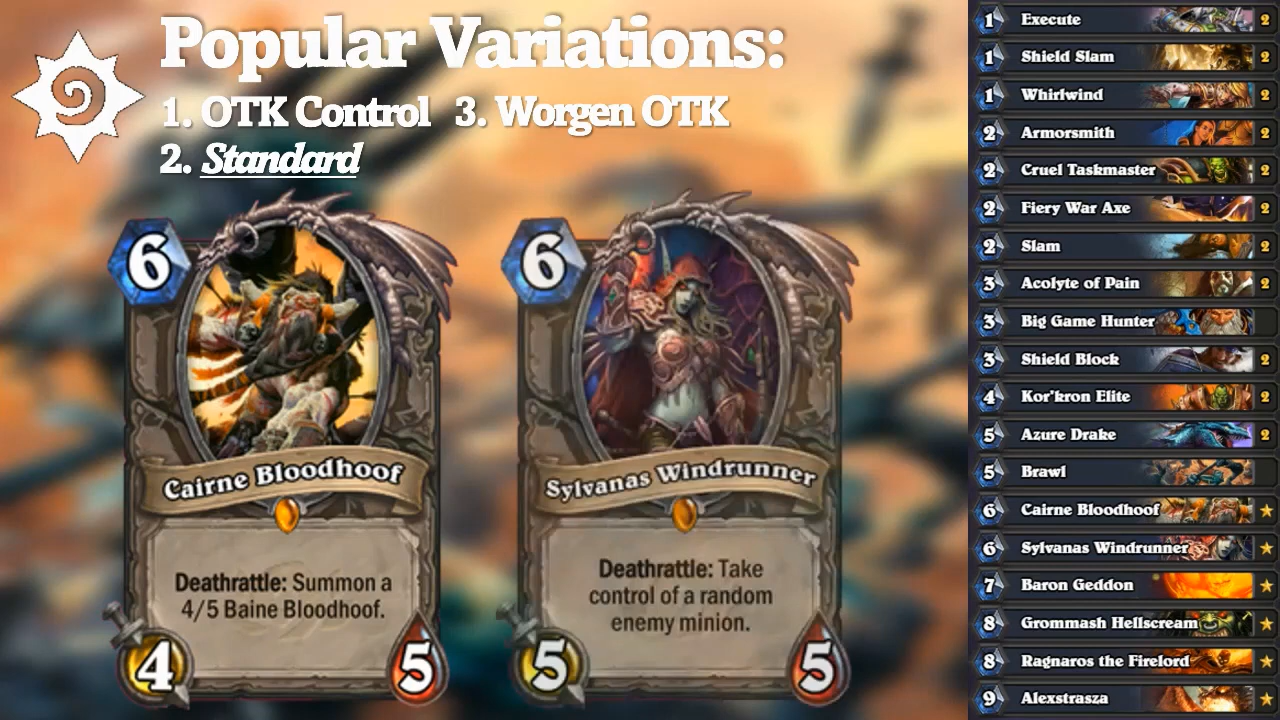 Popular Variations:
1. OTK Control 3. Worgen OTK
2. Standard
6
Cairne Bloodhoof
Deathrattle: Summon a
4/5 Baine Bloodhoof.
4
5
6
Sylvanas Windrunner
Deathrattle: Take
control of a random
enemy minion.
5
5
1 Execute 2
1 Shield Slam 2
1 Whirlwind 2
2 Armorsmith 2
2 Cruel Taskmaster 2
2 Fiery War Axe 2
2 Slam 2
3 Acolyte of Pain 2
3 Big Game Hunter
3 Shield Block 2
4 Kor'kron Elite 2
5 Azure Drake 2
5 Brawl
6 Cairne Bloodhoof
6 Sylvanas Windrunner
7 Baron Geddon
8 Grommash Hellscream
8 Ragnaros the Firelord
9 Alexstrasza